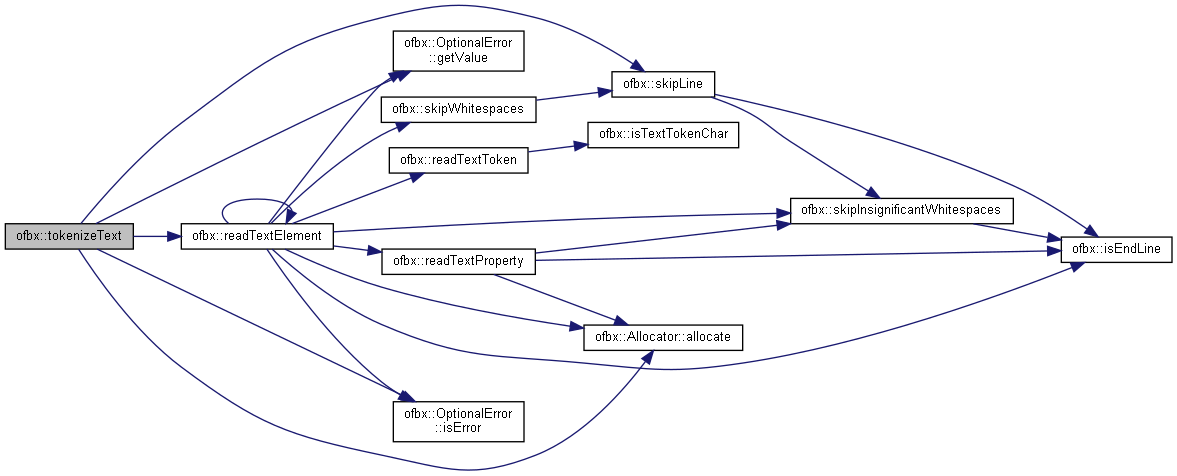 ofbx::OptionalError
::getValue
ofbx::skipLine
ofbx::skipWhitespaces
ofbx::isTextTokenChar
ofbx::readTextToken
ofbx::skipInsignificantWhitespaces
ofbx::tokenizeText
ofbx::readTextElement
ofbx::isEndLine
ofbx::readTextProperty
ofbx::Allocator::allocate
ofbx::OptionalError
::isError